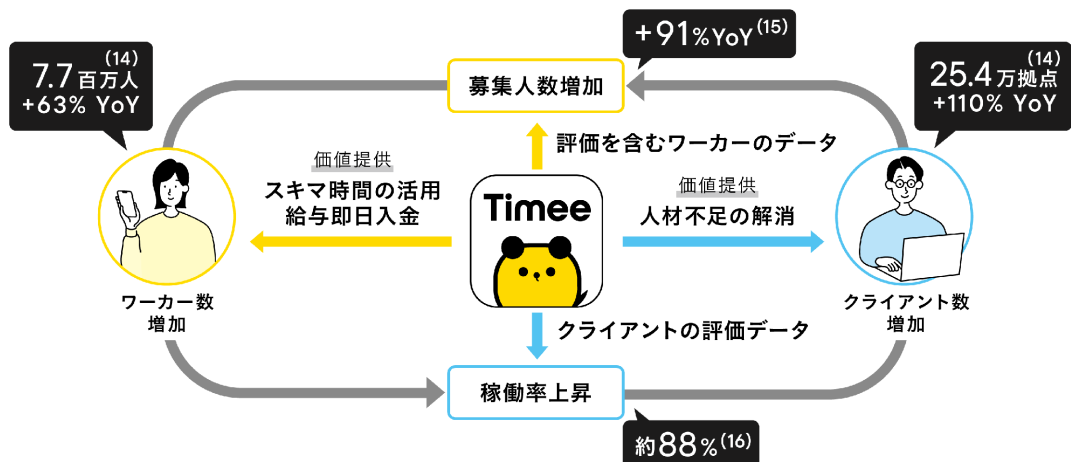 +91%YoY(15)
7.7百万人(14)
+63% YoY
25.4万拠点(14)
+110% YoY
募集人数増加
評価を含むワーカーのデータ
価値提供
スキマ時間の活用
給与即日入金
Timee
価値提供
人材不足の解消
ワーカー数
増加
クライアント数
増加
クライアントの評価データ
稼働率上昇
約88%(16)